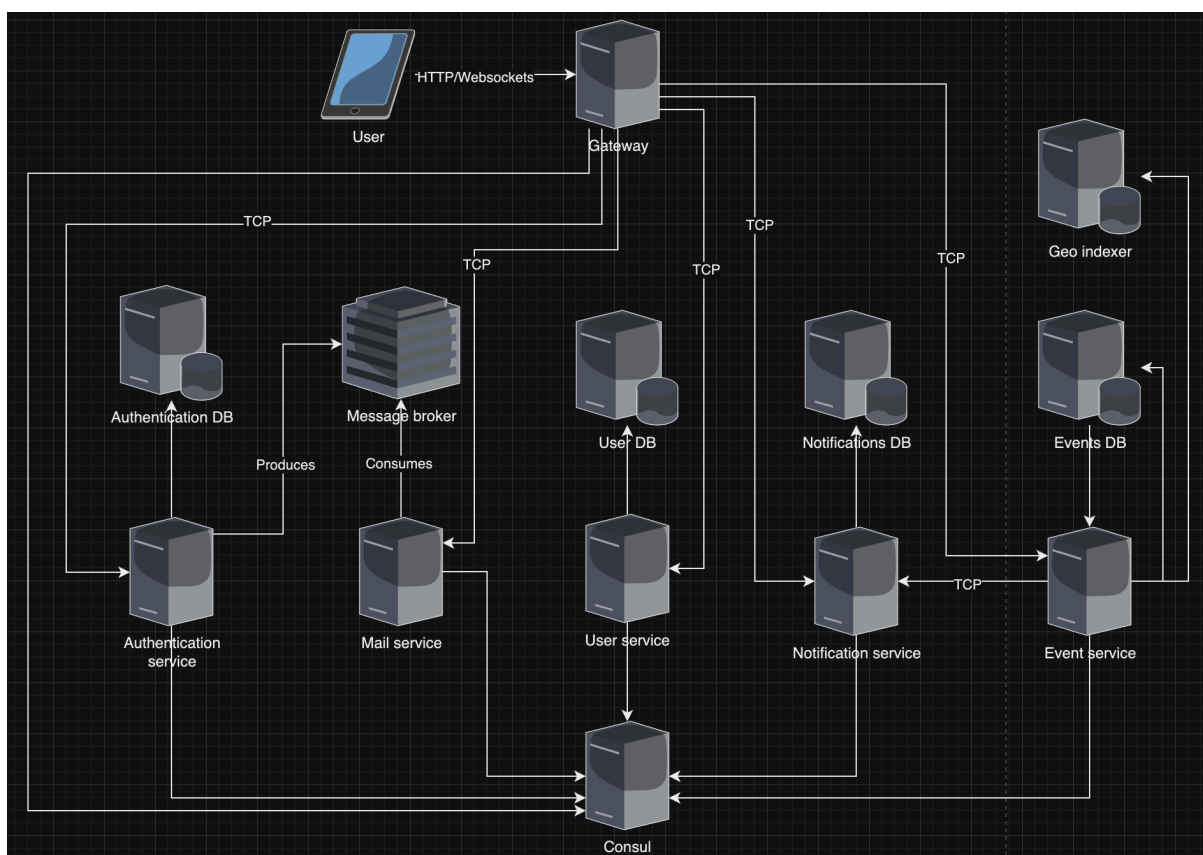 HTTP/Websockets
User
Gateway
TCP
Geo indexer
TCP
TCP
TCP
TCP
Authentication DB
Message broker
User DB
Notifications DB
Events DB
Produces
Consumes
TCP
Authentication
service
Mail service
User service
Notification service
Event service
Consul